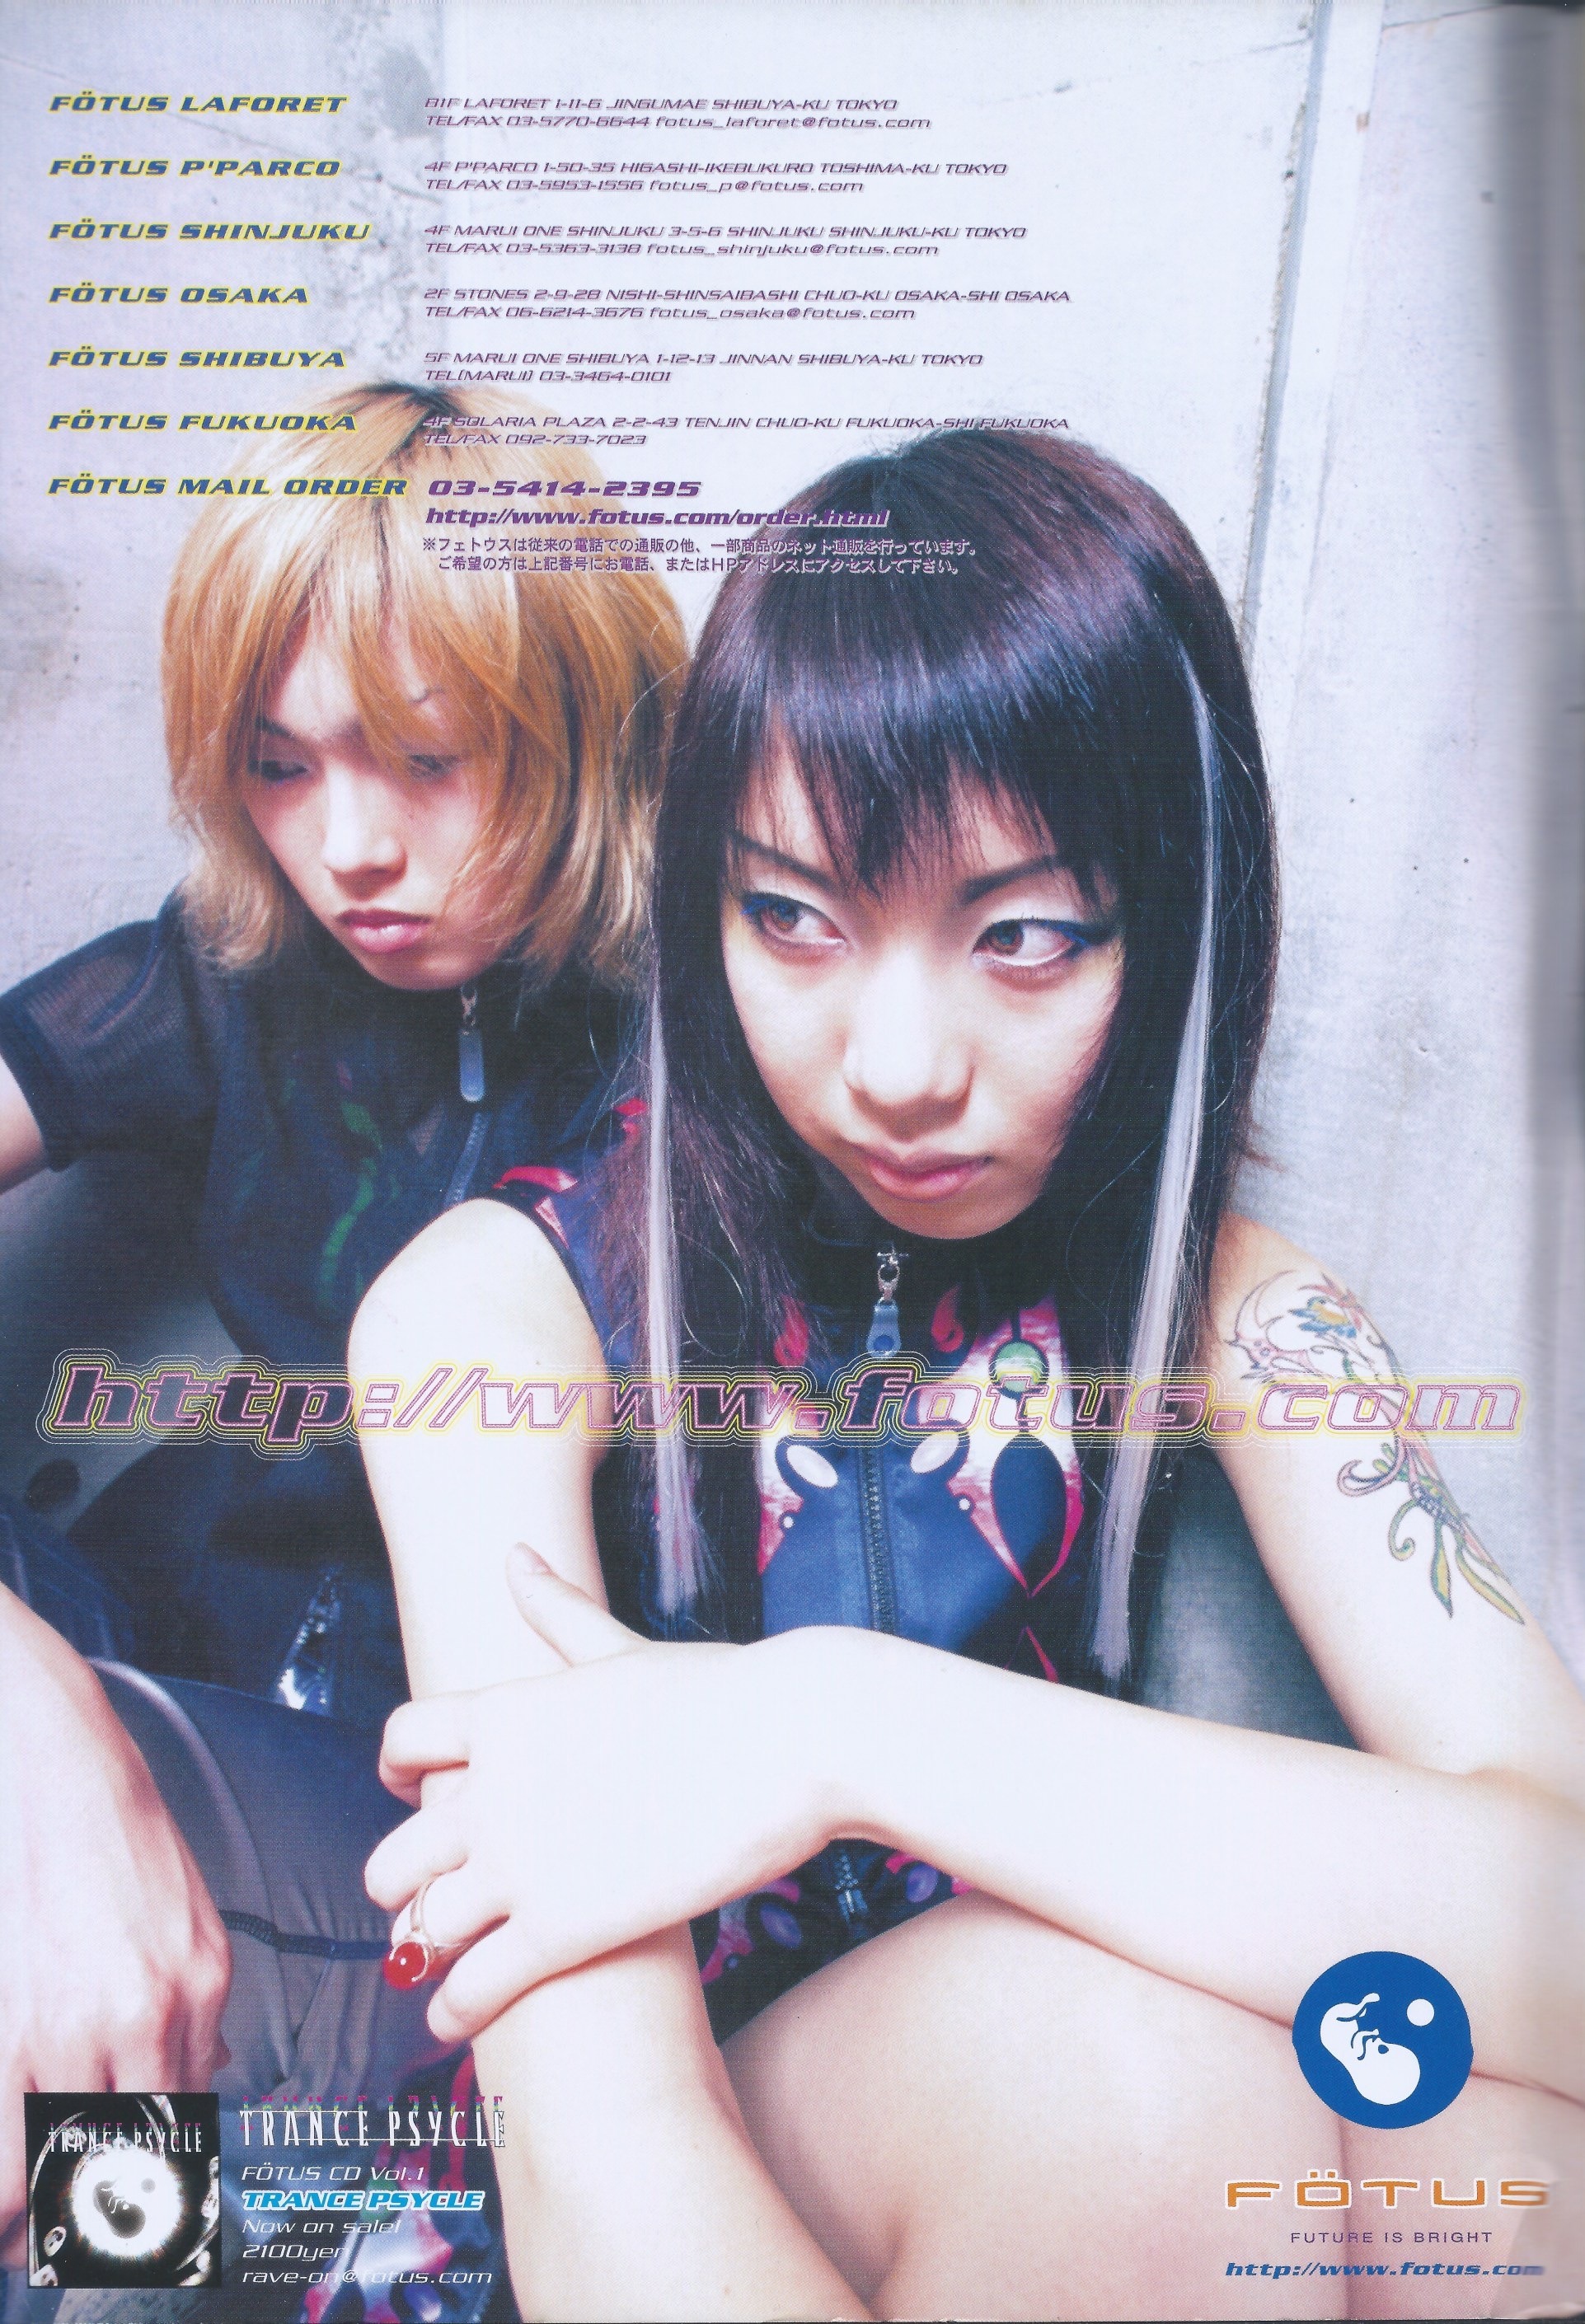 FÖTUS LAFORET
B1F LAFORET 1-11-6 JINGUMAE SHIBUYA-KU TOKYO
TEL/FAX 03-5770-6644 fotus_laforet@fotus.com
FÖTUS P'PARCO
4F P'PARCO 1-50-35 HIGASHI-IKEBUKURO TOSHIMA-KU TOKYO
TEL/FAX 03-5953-1556 fotus_p@fotus.com
FÖTUS SHINJUKU
4F MARUI ONE SHINJUKU 3-5-6 SHINJUKU SHINJUKU-KU TOKYO
TEL/FAX 03-5363-3138 fotus_shinjuku@fotus.com
FÖTUS OSAKA
2F STONES 2-9-28 NISHI-SHINSAIBASHI CHUO-KU OSAKA-SHI OSAKA
TEL/FAX 06-6214-3676 fotus_osaka@fotus.com
FÖTUS SHIBUYA
5F MARUI ONE SHIBUYA 1-12-13 JINNAN SHIBUYA-KU TOKYO
TEL(MARUI) 03-3464-0101
FÖTUS FUKUOKA
4F SOLARIA PLAZA 2-2-43 TENJIN CHUO-KU FUKUOKA-SHI FUKUOKA
TEL/FAX 092-733-7023
FÖTUS MAIL ORDER 03-5414-2395
http://www.fotus.com/order.html
※フェトウスは従来の電話での通販の他、一部商品のネット通販を行っています。
ご希望の方は上記番号にお電話、またはHPアドレスにアクセスして下さい。
http://www.fotus.com
TRANCE PSYCLE
TRANCE PSYCLE
FÖTUS CD Vol.1
TRANCE PSYCLE
Now on sale!
2100yen
rave-on@fotus.com
FÖTUS
FUTURE IS BRIGHT
http://www.fotus.com